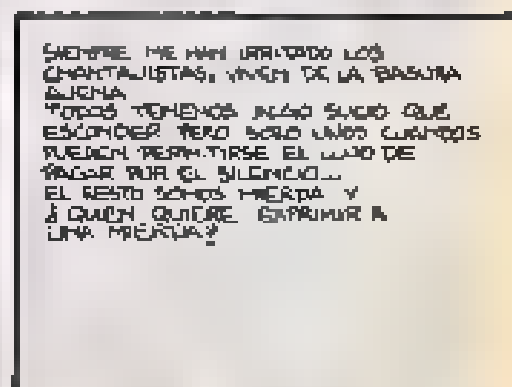 SIEMPRE ME HAN IRRITADO LOS
CHANTAJISTAS, VIVEN DE LA BASURA
AJENA
TODOS TENEMOS ALGO SUCIO QUE
ESCONDER PERO SOLO UNOS CUANTOS
PUEDEN PERMITIRSE EL LUJO DE
PAGAR POR EL SILENCIO...
EL RESTO SOMOS MIERDA Y
¿QUIEN QUIERE EXPRIMIR A
UNA MIERDA?